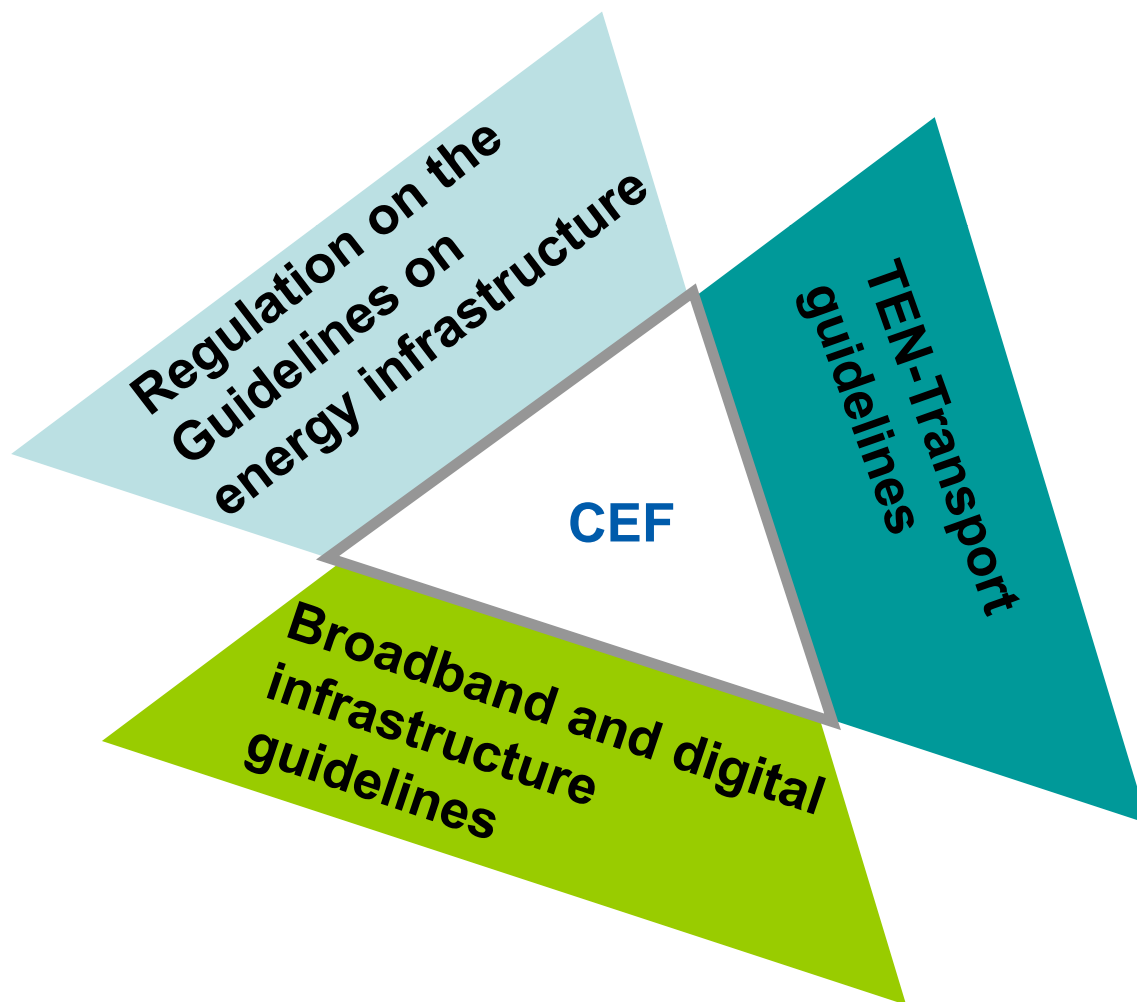 Regulation on the
Guidelines on
energy infrastructure
TEN-Transport
guidelines
CEF
Broadband and digital
infrastructure
guidelines